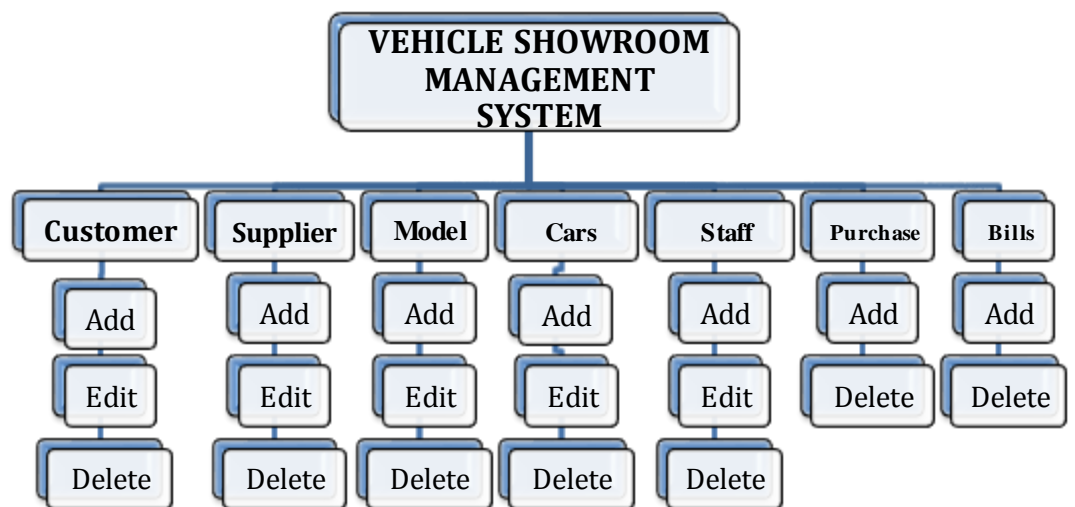 VEHICLE SHOWROOM
MANAGEMENT
SYSTEM
Customer Supplier Model Cars Staff Purchase Bills
Add Add Add Add Add Add Add
Edit Edit Edit Edit Edit Delete Delete
Delete Delete Delete Delete Delete